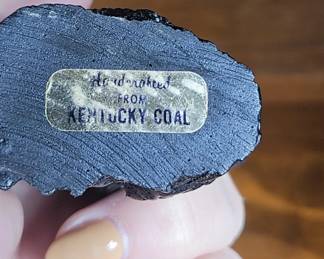 Handcrafted
FROM
KENTUCKY COAL